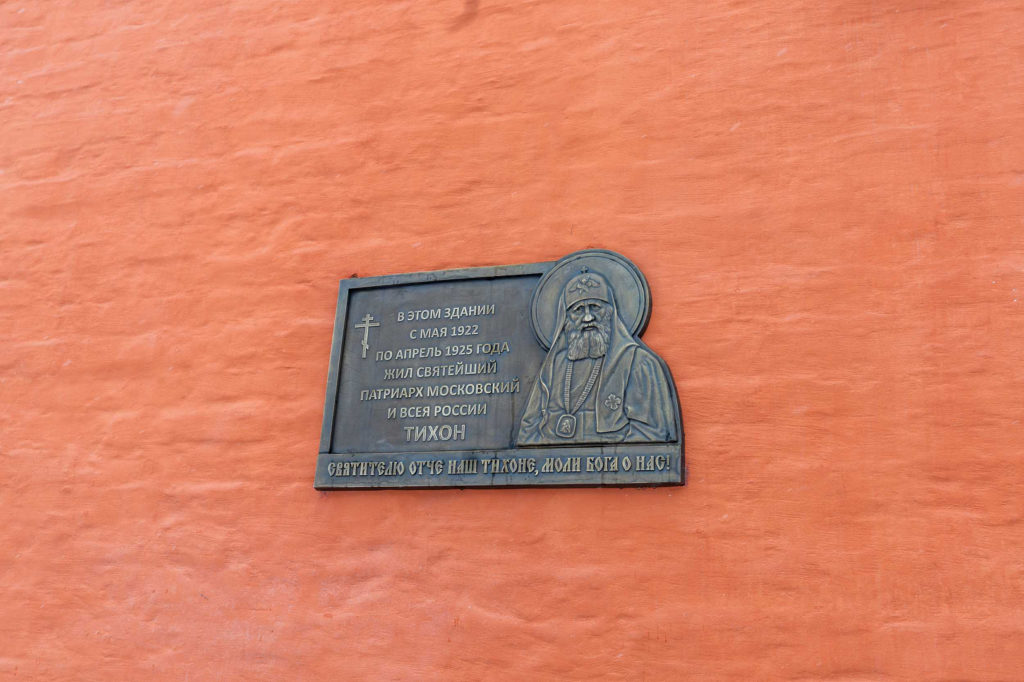 В ЭТОМ ЗДАНИИ
С МАЯ 1922
ПО АПРЕЛЬ 1925 ГОДА
ЖИЛ СВЯТЕЙШИЙ
ПАТРИАРХ МОСКОВСКИЙ
И ВСЕЯ РОССИИ
ТИХОН
СВЯТИТЕЛЮ ОТЧЕ НАШ ТИХОНЕ, МОЛИ БОГА О НАС!